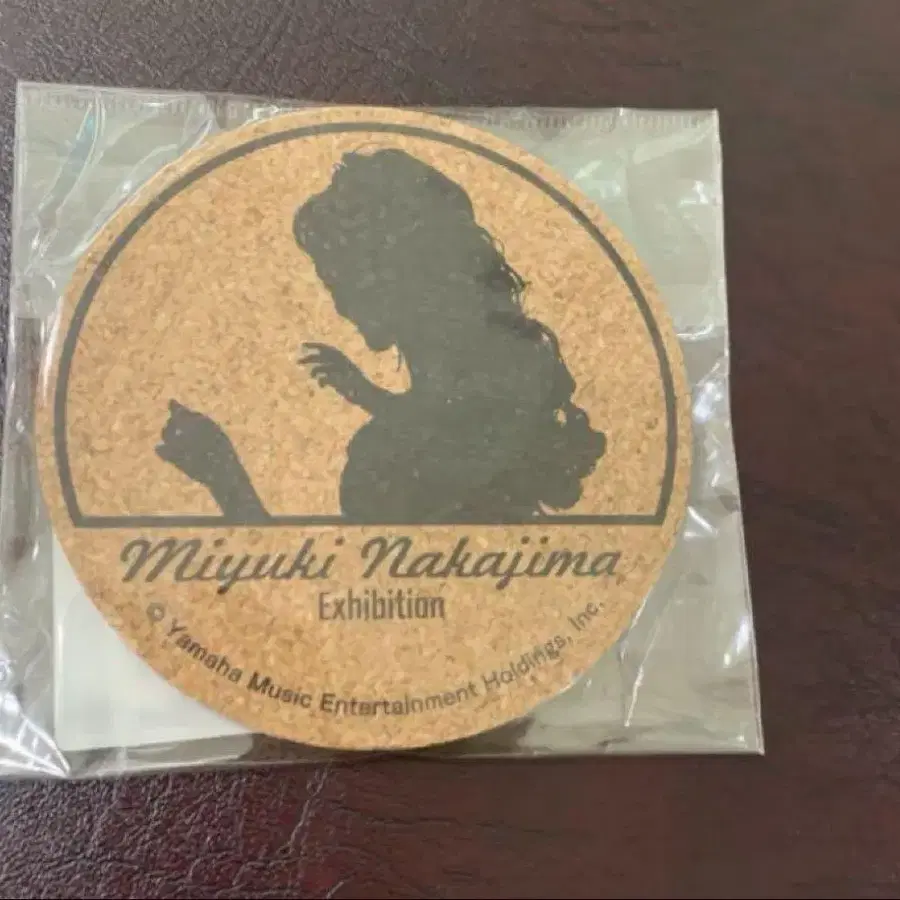 Miyuki Nakajima
Exhibition
© Yamaha Music Entertainment Holdings, Inc.